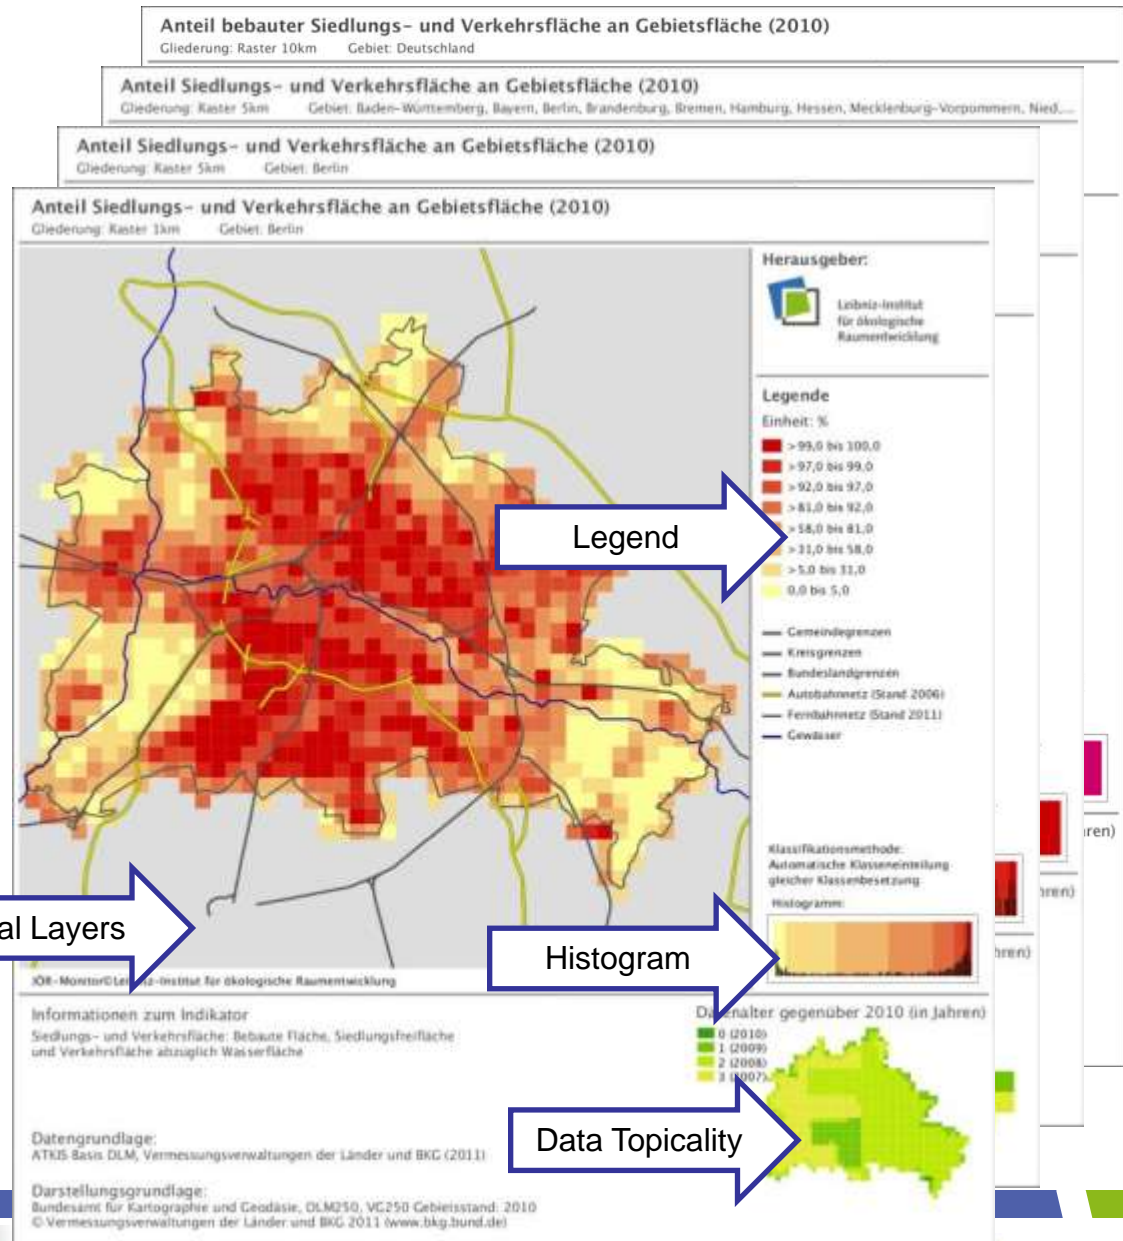 Anteil bebauter Siedlungs- und Verkehrsfläche an Gebietsfläche (2010)
Gliederung: Raster 10km Gebiet: Deutschland
Anteil Siedlungs- und Verkehrsfläche an Gebietsfläche (2010)
Gliederung: Raster 5km Gebiet: Baden-Württemberg, Bayern, Berlin, Brandenburg, Bremen, Hamburg, Hessen, Mecklenburg-Vorpommern, Nied....
Anteil Siedlungs- und Verkehrsfläche an Gebietsfläche (2010)
Gliederung: Raster 5km Gebiet: Berlin
Anteil Siedlungs- und Verkehrsfläche an Gebietsfläche (2010)
Gliederung: Raster 1km Gebiet: Berlin
Herausgeber:
Leibniz-Institut
für ökologische
Raumentwicklung
Legende
Einheit: %
>99,0 bis 100,0
>97,0 bis 99,0
>92,0 bis 97,0
>81,0 bis 92,0
>58,0 bis 81,0
>31,0 bis 58,0
>5,0 bis 31,0
0,0 bis 5,0
Legend
Gemeindegrenzen
Kreisgrenzen
Bundeslandgrenzen
Autobahnnetz (Stand 2006)
Fernbahnnetz (Stand 2011)
Gewässer
Klassifikationsmethode:
Automatische Klasseneinteilung
gleicher Klassenbesetzung
Histogramm:
ren)
hren)
hren)
al Layers
Histogram
IÖR-Monitor©Leibniz-Institut für ökologische Raumentwicklung
Informationen zum Indikator
Siedlungs- und Verkehrsfläche: Bebaute Fläche, Siedlungsfreifläche
und Verkehrsfläche abzüglich Wasserfläche
Datenalter gegenüber 2010 (in Jahren)
0 (2010)
1 (2009)
2 (2008)
3 (2007)
Data Topicality
Datengrundlage:
ATKIS Basis DLM, Vermessungsverwaltungen der Länder und BKG (2011)
Darstellungsgrundlage:
Bundesamt für Kartographie und Geodäsie, DLM250, VG250 Gebietsstand: 2010
© Vermessungsverwaltungen der Länder und BKG 2011 (www.bkg.bund.de)